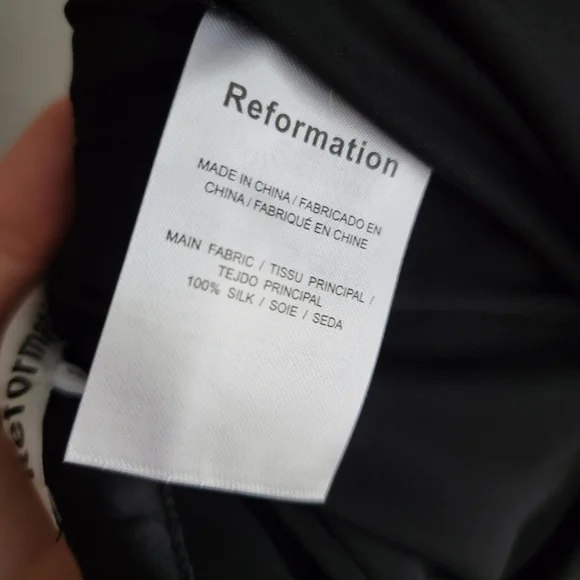 Reformation
MADE IN CHINA / FABRICADO EN
CHINA / FABRIQUÉ EN CHINE
MAIN FABRIC / TISSU PRINCIPAL /
TEJDO PRINCIPAL
100% SILK / SOIE / SEDA